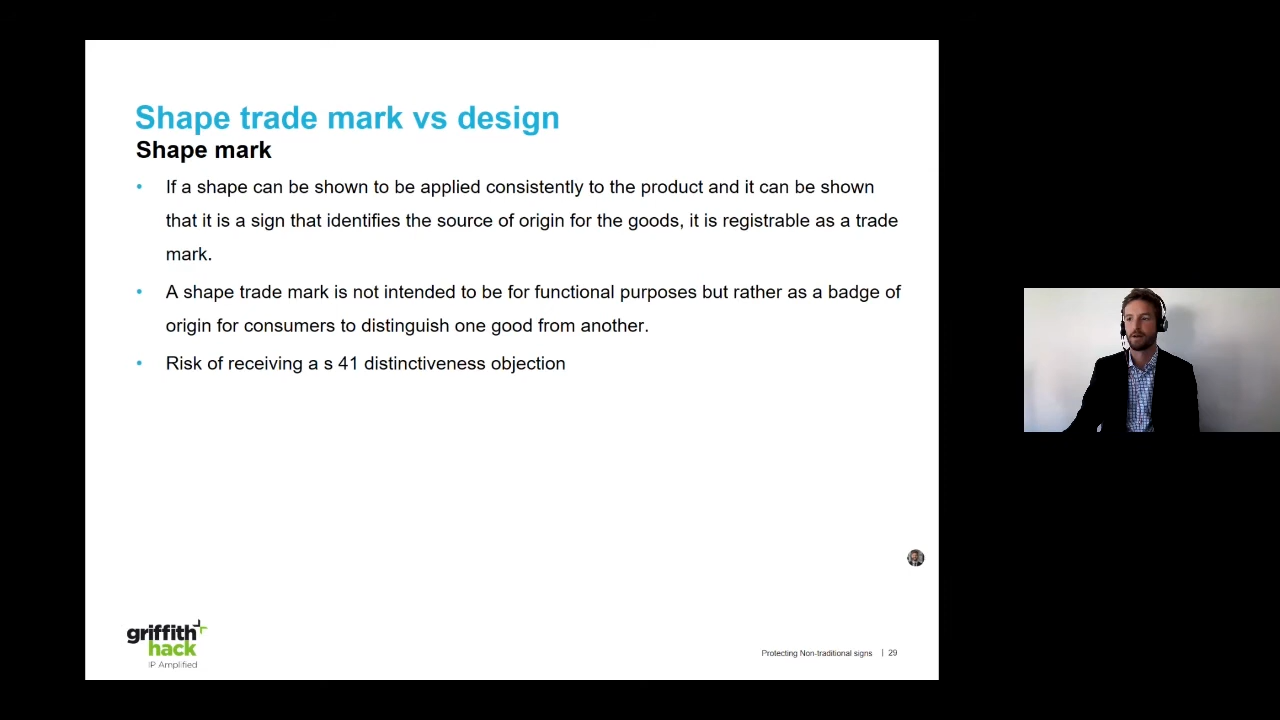 Shape trade mark vs design
Shape mark
• If a shape can be shown to be applied consistently to the product and it can be shown
that it is a sign that identifies the source of origin for the goods, it is registrable as a trade
mark.
• A shape trade mark is not intended to be for functional purposes but rather as a badge of
origin for consumers to distinguish one good from another.
• Risk of receiving a s 41 distinctiveness objection
griffith
hack
IP Amplified
Protecting Non-traditional signs | 29